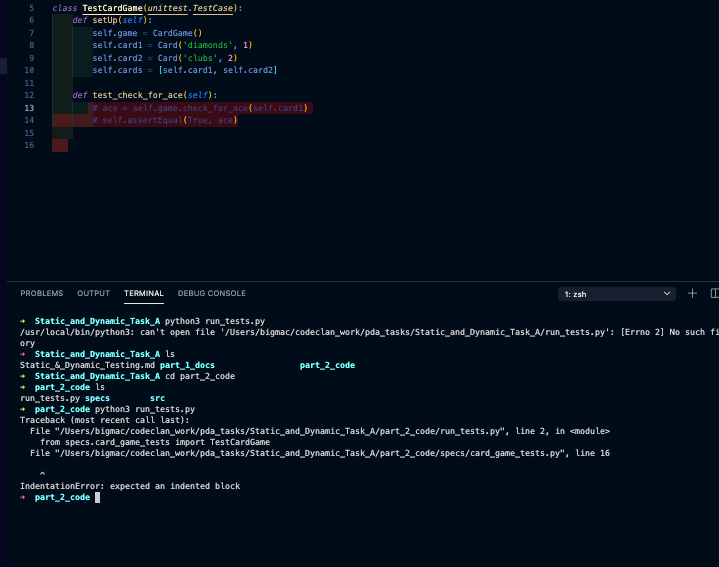 5 class TestCardGame(unittest.TestCase):
6 def setUp(self):
7 self.game = CardGame()
8 self.card1 = Card('diamonds', 1)
9 self.card2 = Card('clubs', 2)
10 self.cards = [self.card1, self.card2]
11
12 def test_check_for_ace(self):
13 # ace = self.game.check_for_ace(self.card1)
14 # self.assertEqual(True, ace)
15
16
PROBLEMS OUTPUT TERMINAL DEBUG CONSOLE 1: zsh
→ Static_and_Dynamic_Task_A python3 run_tests.py
/usr/local/bin/python3: can't open file '/Users/bigmac/codeclan_work/pda_tasks/Static_and_Dynamic_Task_A/run_tests.py': [Errno 2] No such fi
ory
→ Static_and_Dynamic_Task_A ls
Static_&_Dynamic_Testing.md part_1_docs part_2_code
→ Static_and_Dynamic_Task_A cd part_2_code
→ part_2_code ls
run_tests.py specs src
→ part_2_code python3 run_tests.py
Traceback (most recent call last):
File "/Users/bigmac/codeclan_work/pda_tasks/Static_and_Dynamic_Task_A/part_2_code/run_tests.py", line 2, in <module>
from specs.card_game_tests import TestCardGame
File "/Users/bigmac/codeclan_work/pda_tasks/Static_and_Dynamic_Task_A/part_2_code/specs/card_game_tests.py", line 16
^
IndentationError: expected an indented block
→ part_2_code